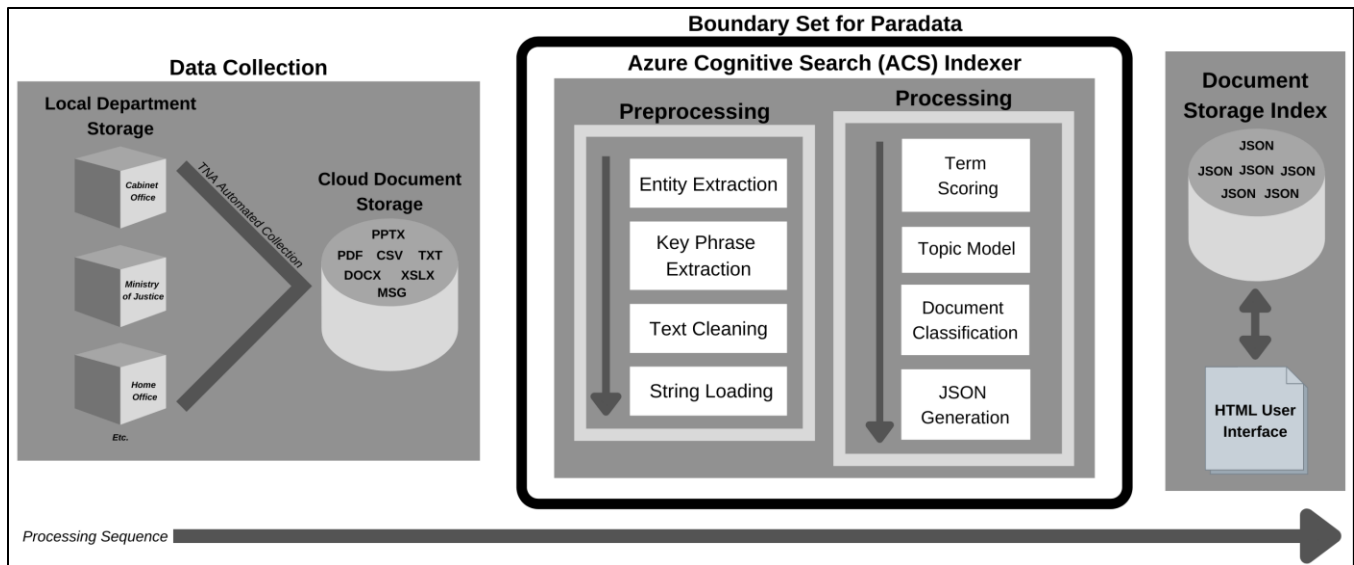 Boundary Set for Paradata
Data Collection
Local Department
Storage
Cabinet
Office
Ministry
of Justice
Home
Office
Etc.
TNA Automated Collection
Cloud Document
Storage
PPTX
PDF CSV TXT
DOCX XSLX
MSG
Azure Cognitive Search (ACS) Indexer
Preprocessing
Entity Extraction
Key Phrase
Extraction
Text Cleaning
String Loading
Processing
Term
Scoring
Topic Model
Document
Classification
JSON
Generation
Document
Storage Index
JSON
JSON JSON JSON
JSON JSON
HTML User
Interface
Processing Sequence